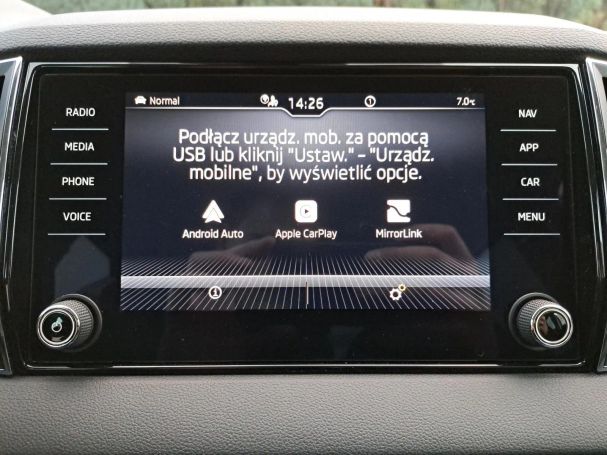 Normal
14:26
7.0°C
RADIO
MEDIA
PHONE
VOICE
Podłącz urządz. mob. za pomocą
USB lub kliknij "Ustaw." - "Urządz.
mobilne", by wyświetlić opcje.
Android Auto
Apple CarPlay
MirrorLink
NAV
APP
CAR
MENU